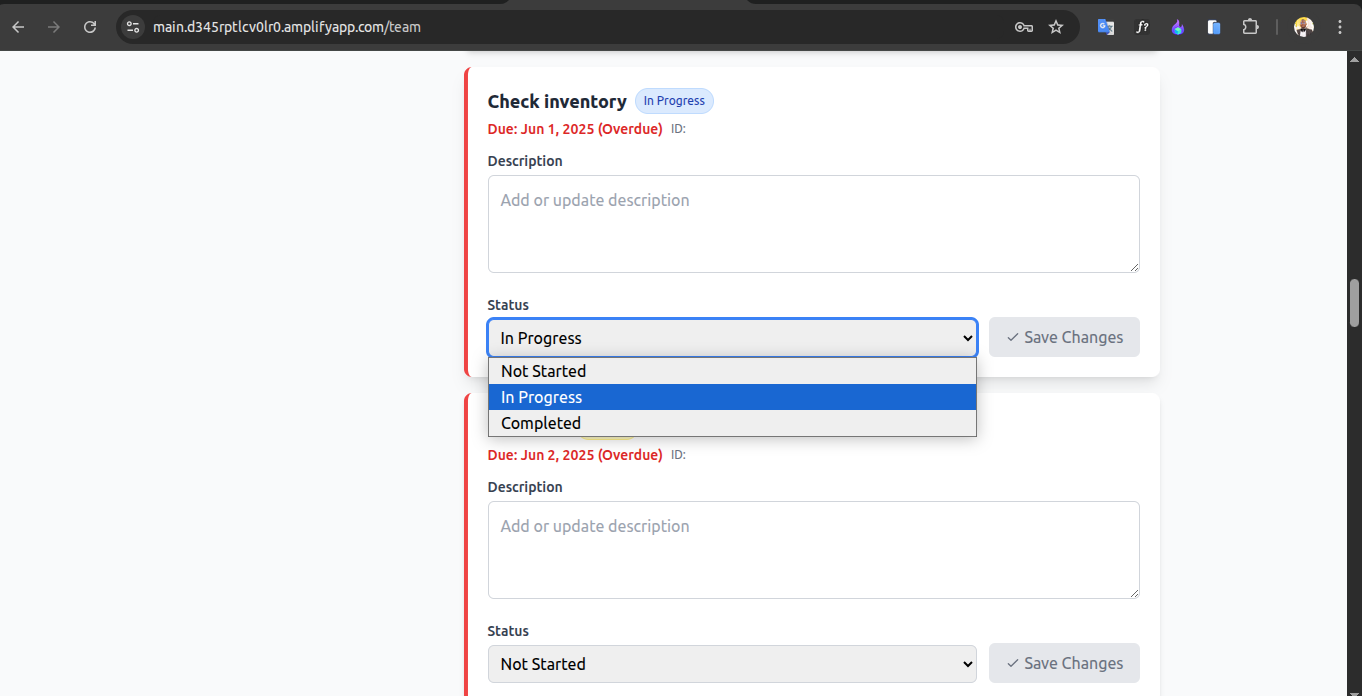 main.d345rptlcv0lr0.amplifyapp.com/team
Check inventory In Progress
Due: Jun 1, 2025 (Overdue) ID:
Description
Add or update description
Status
In Progress
✓ Save Changes
Not Started
In Progress
Completed
Due: Jun 2, 2025 (Overdue) ID:
Description
Add or update description
Status
Not Started
✓ Save Changes